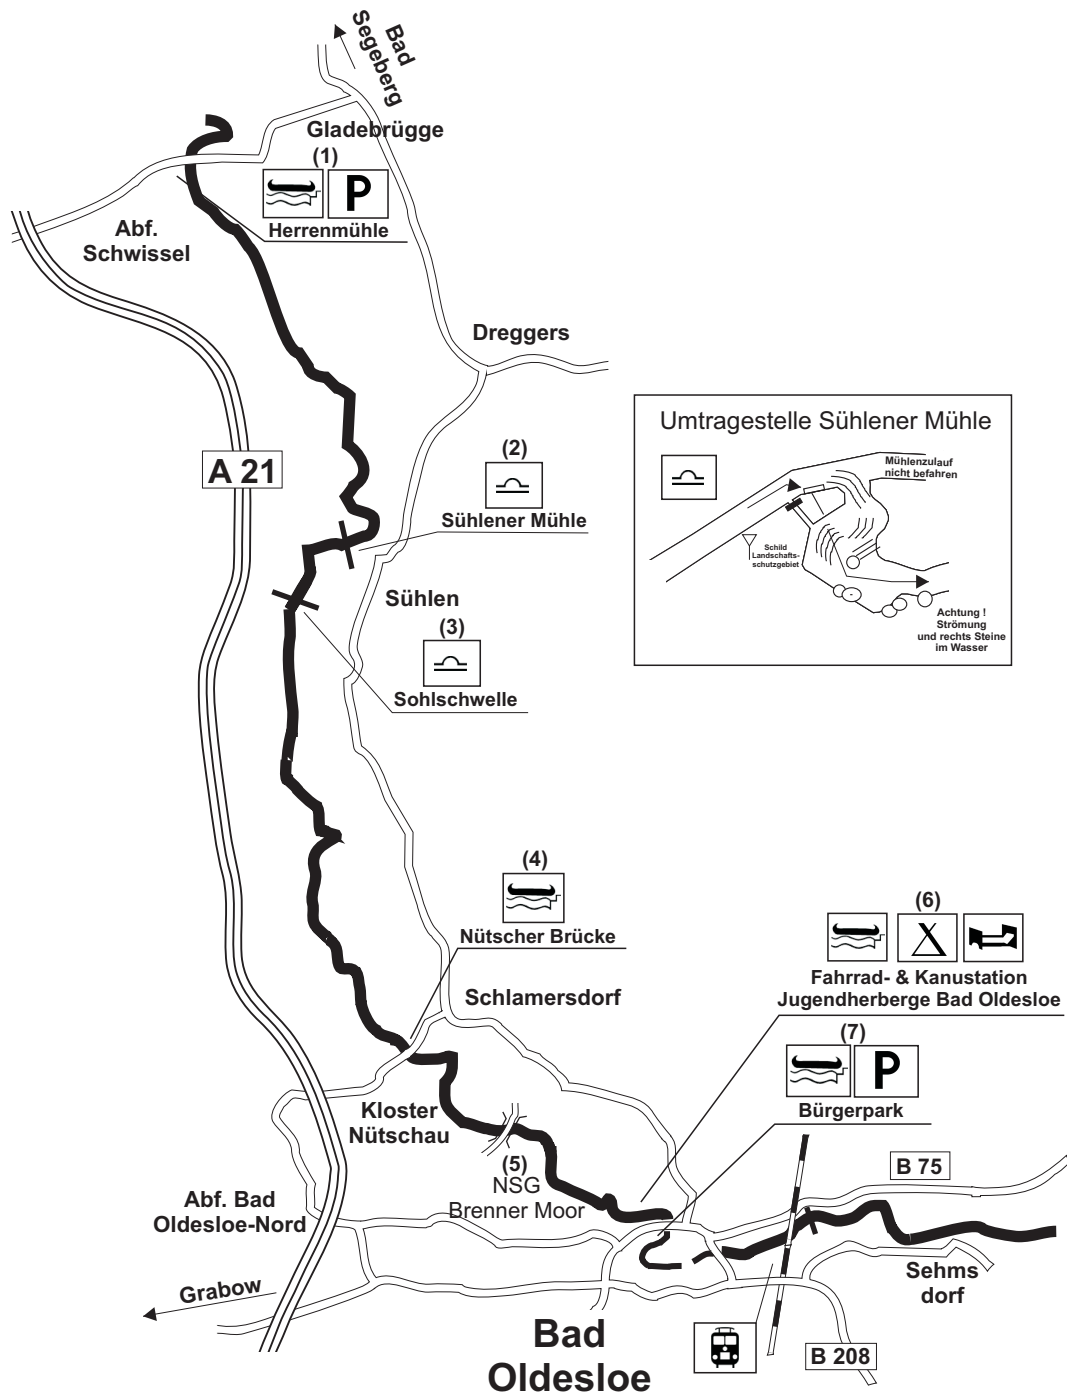 Bad
Segeberg
Gladebrügge
(1)
P
Herrenmühle
Abf.
Schwissel
Dreggers
A 21
(2)
Sühlener Mühle
Umtragestelle Sühlener Mühle
Mühlenzulauf
nicht befahren
Schild
Landschafts-
schutzgebiet
Achtung !
Strömung
und rechts Steine
im Wasser
Sühlen
(3)
Sohlschwelle
(4)
Nütscher Brücke
Schlamersdorf
(6)
Fahrrad- & Kanustation
Jugendherberge Bad Oldesloe
(7)
P
Bürgerpark
Kloster
Nütschau
(5)
NSG
Brenner Moor
B 75
Abf. Bad
Oldesloe-Nord
Grabow
Sehms
dorf
Bad
Oldesloe
B 208